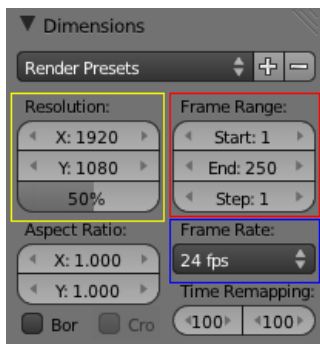 Dimensions
Render Presets
Resolution:
X: 1920
Y: 1080
50%
Frame Range:
Start: 1
End: 250
Step: 1
Aspect Ratio:
X: 1.000
Y: 1.000
Bor
Cro
Frame Rate:
24 fps
Time Remapping:
100
100